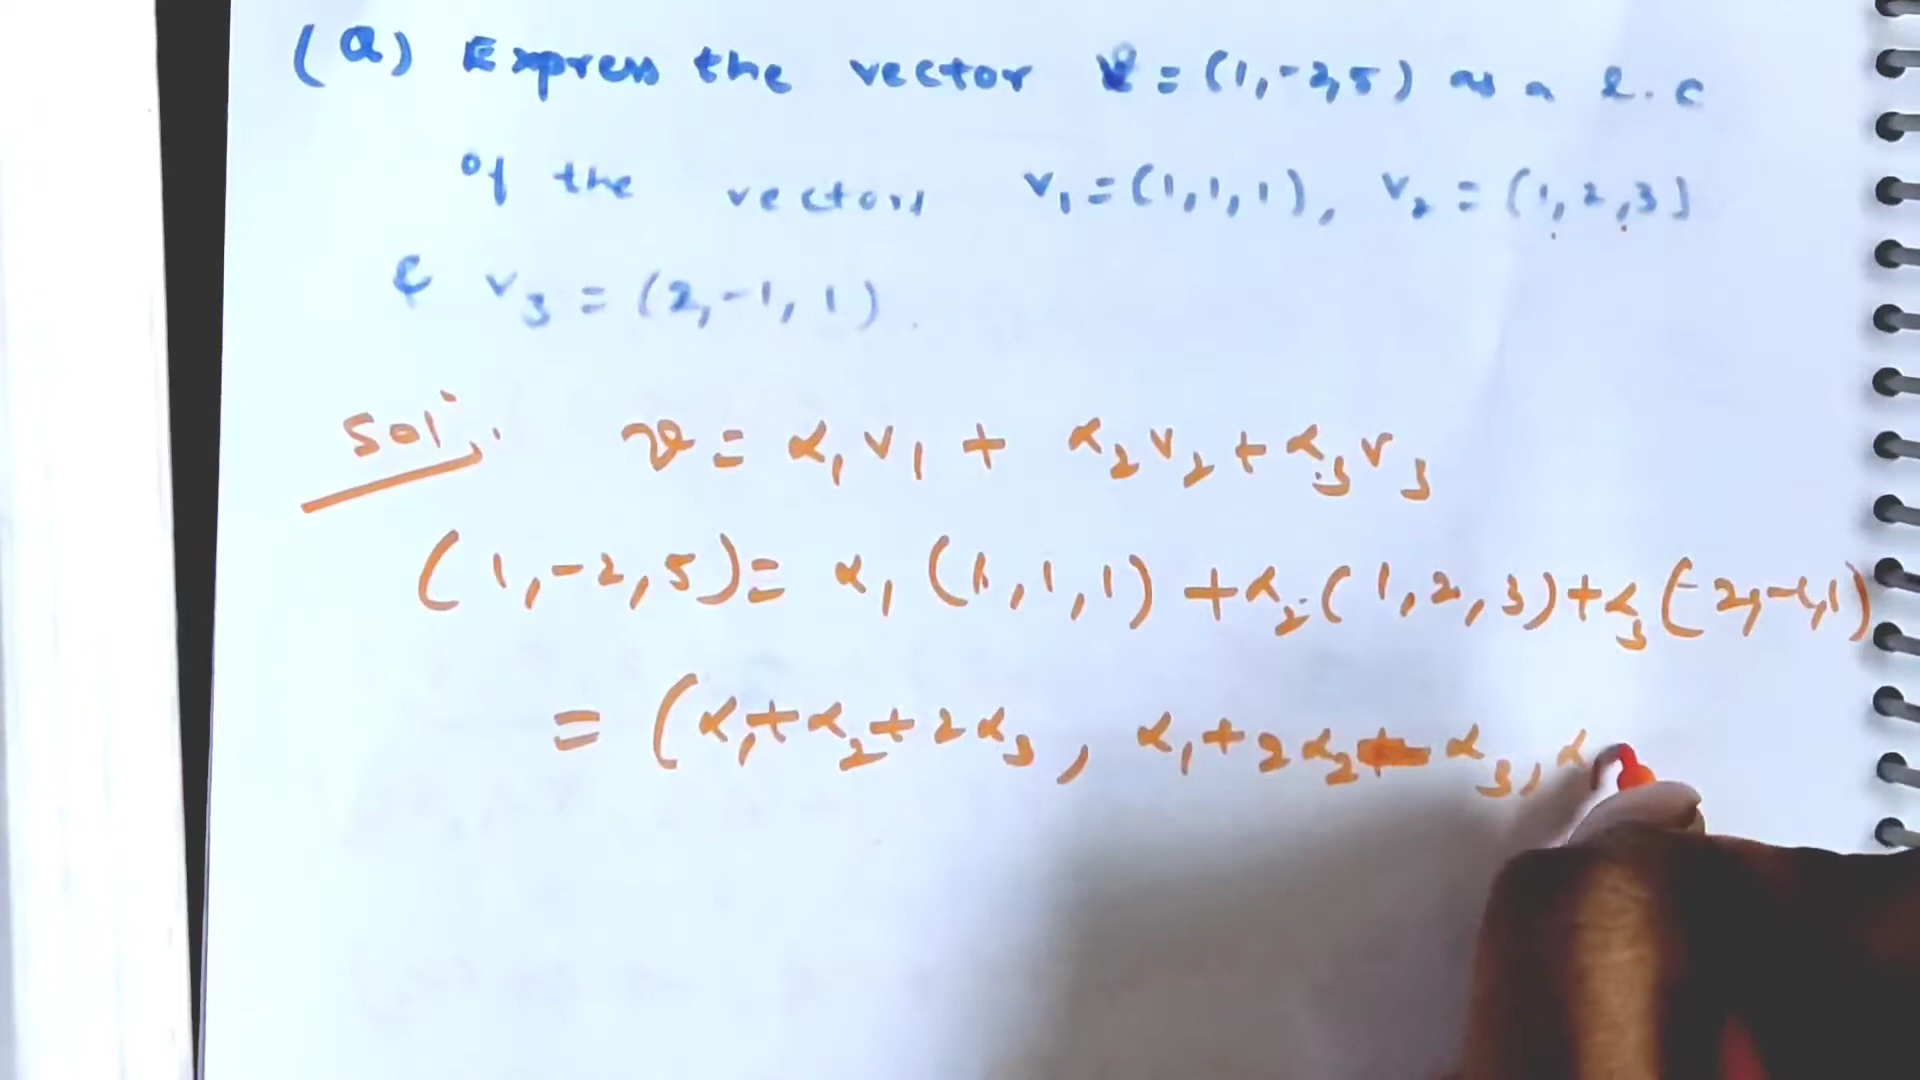 (a) Express the vector v = (1, -2, 5) as a l.c
of the vectors v₁ = (1, 1, 1), v₂ = (1, 2, 3)
& v₃ = (2, -1, 1).
Sol:
v = α₁v₁ + α₂v₂ + α₃v₃
(1, -2, 5) = α₁ (1, 1, 1) + α₂ (1, 2, 3) + α₃ (2, -1, 1)
= (α₁ + α₂ + 2α₃, α₁ + 2α₂ - α₃, α